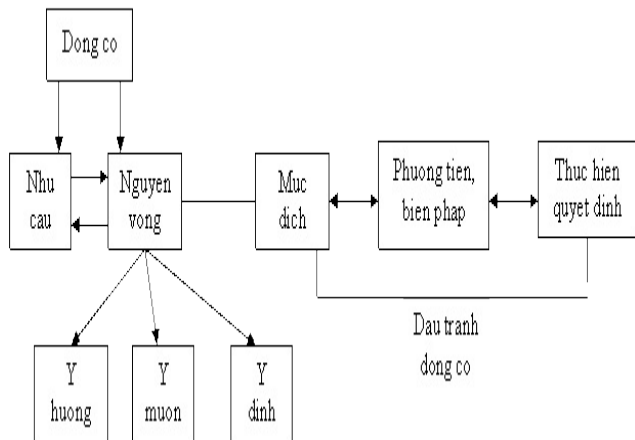 Dong co
Nhu
cau
Nguyen
vong
Muc
dich
Phuong tien,
bien phap
Thuc hien
quyet dinh
Dau tranh
dong co
Y
huong
Y
muon
Y
dinh